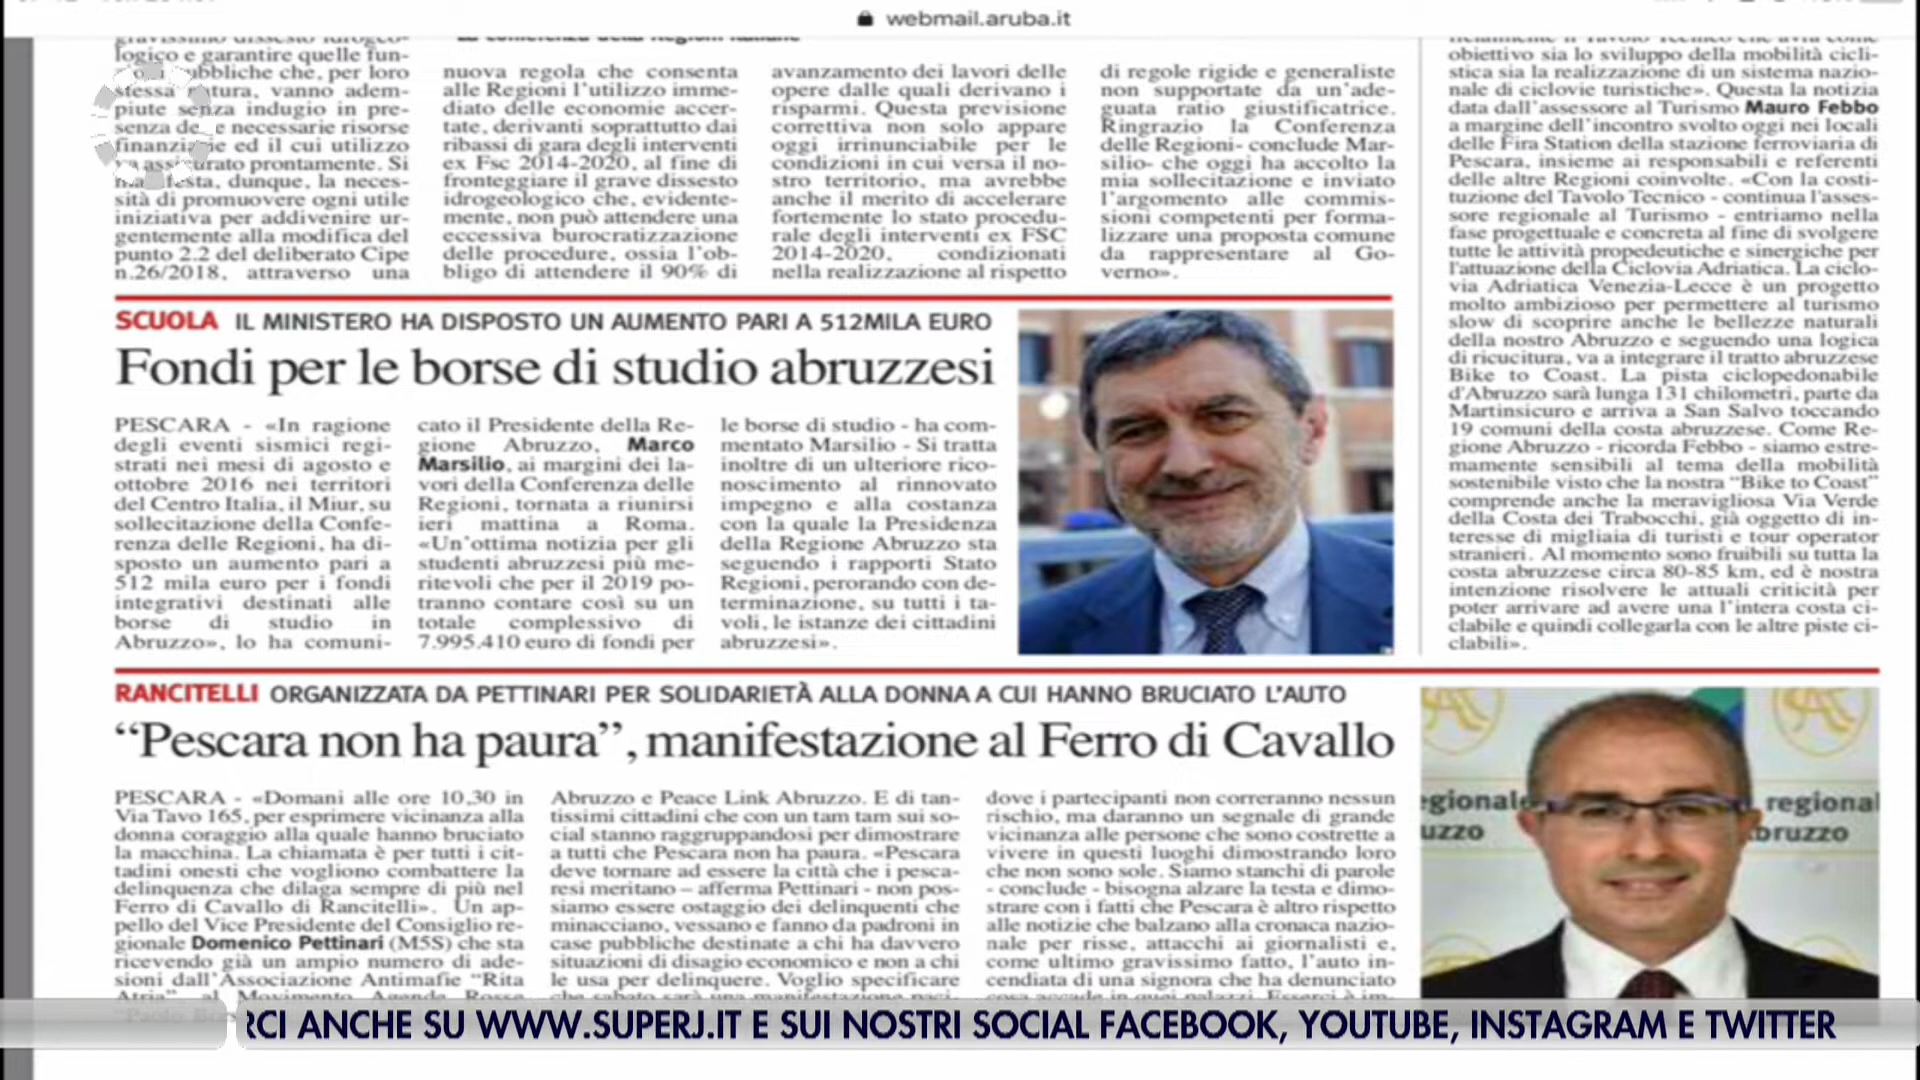 webmail.aruba.it
logico e garantire quelle fun-
ubbliche che, per loro
stessa natura, vanno adem-
piute senza indugio in pre-
senza de e necessarie risorse
finanziarie ed il cui utilizzo
va assicurato prontamente. Si
manifesta, dunque, la neces-
sità di promuovere ogni utile
iniziativa per addivenire ur-
gentemente alla modifica del
punto 2.2 del deliberato Cipe
n.26/2018, attraverso una
nuova regola che consenta
alle Regioni l'utilizzo imme-
diato delle economie accer-
tate, derivanti soprattutto dai
ribassi di gara degli interventi
ex Fsc 2014-2020, al fine di
fronteggiare il grave dissesto
idrogeologico che, evidente-
mente, non può attendere una
eccessiva burocratizzazione
delle procedure, ossia l'ob-
bligo di attendere il 90% di
avanzamento dei lavori delle
opere dalle quali derivano i
risparmi. Questa previsione
correttiva non solo appare
oggi irrinunciabile per le
condizioni in cui versa il no-
stro territorio, ma avrebbe
anche il merito di accelerare
fortemente lo stato procedu-
rale degli interventi ex FSC
2014-2020, condizionati
nella realizzazione al rispetto
di regole rigide e generaliste
non supportate da un'ade-
guata ratio giustificatrice.
Ringrazio la Conferenza
delle Regioni- conclude Mar-
silio- che oggi ha accolto la
mia sollecitazione e inviato
l'argomento alle commis-
sioni competenti per forma-
lizzare una proposta comune
da rappresentare al Go-
verno».
obiettivo sia lo sviluppo della mobilità cicli-
stica sia la realizzazione di un sistema nazio-
nale di ciclovie turistiche». Questa la notizia
data dall'assessore al Turismo Mauro Febbo
a margine dell'incontro svolto oggi nei locali
delle Fira Station della stazione ferroviaria di
Pescara, insieme ai responsabili e referenti
delle altre Regioni coinvolte. «Con la costi-
tuzione del Tavolo Tecnico - continua l'asses-
sore regionale al Turismo - entriamo nella
fase progettuale e concreta al fine di svolgere
tutte le attività propedeutiche e sinergiche per
l'attuazione della Ciclovia Adriatica. La ciclo-
via Adriatica Venezia-Lecce è un progetto
molto ambizioso per permettere al turismo
slow di scoprire anche le bellezze naturali
della nostro Abruzzo e seguendo una logica
di ricucitura, va a integrare il tratto abruzzese
Bike to Coast. La pista ciclopedonabile
d'Abruzzo sarà lunga 131 chilometri, parte da
Martinsicuro e arriva a San Salvo toccando
19 comuni della costa abruzzese. Come Re-
gione Abruzzo - ricorda Febbo - siamo estre-
mamente sensibili al tema della mobilità
sostenibile visto che la nostra "Bike to Coast"
comprende anche la meravigliosa Via Verde
della Costa dei Trabocchi, già oggetto di in-
teresse di migliaia di turisti e tour operator
stranieri. Al momento sono fruibili su tutta la
costa abruzzese circa 80-85 km, ed è nostra
intenzione risolvere le attuali criticità per
poter arrivare ad avere una l'intera costa ci-
clabile e quindi collegarla con le altre piste ci-
clabili».
SCUOLA IL MINISTERO HA DISPOSTO UN AUMENTO PARI A 512MILA EURO
Fondi per le borse di studio abruzzesi
PESCARA - «In ragione
degli eventi sismici regi-
strati nei mesi di agosto e
ottobre 2016 nei territori
del Centro Italia, il Miur, su
sollecitazione della Confe-
renza delle Regioni, ha di-
sposto un aumento pari a
512 mila euro per i fondi
integrativi destinati alle
borse di studio in
Abruzzo», lo ha comuni-
cato il Presidente della Re-
gione Abruzzo, Marco
Marsilio, ai margini dei la-
vori della Conferenza delle
Regioni, tornata a riunirsi
ieri mattina a Roma.
«Un'ottima notizia per gli
studenti abruzzesi più me-
ritevoli che per il 2019 po-
tranno contare così su un
totale complessivo di
7.995.410 euro di fondi per
le borse di studio - ha com-
mentato Marsilio - Si tratta
inoltre di un ulteriore rico-
noscimento al rinnovato
impegno e alla costanza
con la quale la Presidenza
della Regione Abruzzo sta
seguendo i rapporti Stato
Regioni, perorando con de-
terminazione, su tutti i ta-
voli, le istanze dei cittadini
abruzzesi».
RANCITELLI ORGANIZZATA DA PETTINARI PER SOLIDARIETÀ ALLA DONNA A CUI HANNO BRUCIATO L'AUTO
“Pescara non ha paura”, manifestazione al Ferro di Cavallo
PESCARA - «Domani alle ore 10,30 in
Via Tavo 165, per esprimere vicinanza alla
donna coraggio alla quale hanno bruciato
la macchina. La chiamata è per tutti i cit-
tadini onesti che vogliono combattere la
delinquenza che dilaga sempre di più nel
Ferro di Cavallo di Rancitelli». Un ap-
pello del Vice Presidente del Consiglio re-
gionale Domenico Pettinari (M5S) che sta
ricevendo già un ampio numero di ade-
sioni dall'Associazione Antimafie "Rita
Atria", al Movimento Agende Rosse
Abruzzo e Peace Link Abruzzo. E di tan-
tissimi cittadini che con un tam tam sui so-
cial stanno raggruppandosi per dimostrare
a tutti che Pescara non ha paura. «Pescara
deve tornare ad essere la città che i pesca-
resi meritano – afferma Pettinari - non pos-
siamo essere ostaggio dei delinquenti che
minacciano, vessano e fanno da padroni in
case pubbliche destinate a chi ha davvero
situazioni di disagio economico e non a chi
le usa per delinquere. Voglio specificare
che sabato sarà una manifestazione paci-
dove i partecipanti non correranno nessun
rischio, ma daranno un segnale di grande
vicinanza alle persone che sono costrette a
vivere in questi luoghi dimostrando loro
che non sono sole. Siamo stanchi di parole
- conclude - bisogna alzare la testa e dimo-
strare con i fatti che Pescara è altro rispetto
alle notizie che balzano alla cronaca nazio-
nale per risse, attacchi ai giornalisti e,
come ultimo gravissimo fatto, l'auto in-
cendiata di una signora che ha denunciato
cosa accade in quei palazzi. Esserci è im-
egionale
uzzo
regional
bruzzo
RCI ANCHE SU WWW.SUPERJ.IT E SUI NOSTRI SOCIAL FACEBOOK, YOUTUBE, INSTAGRAM E TWITTER